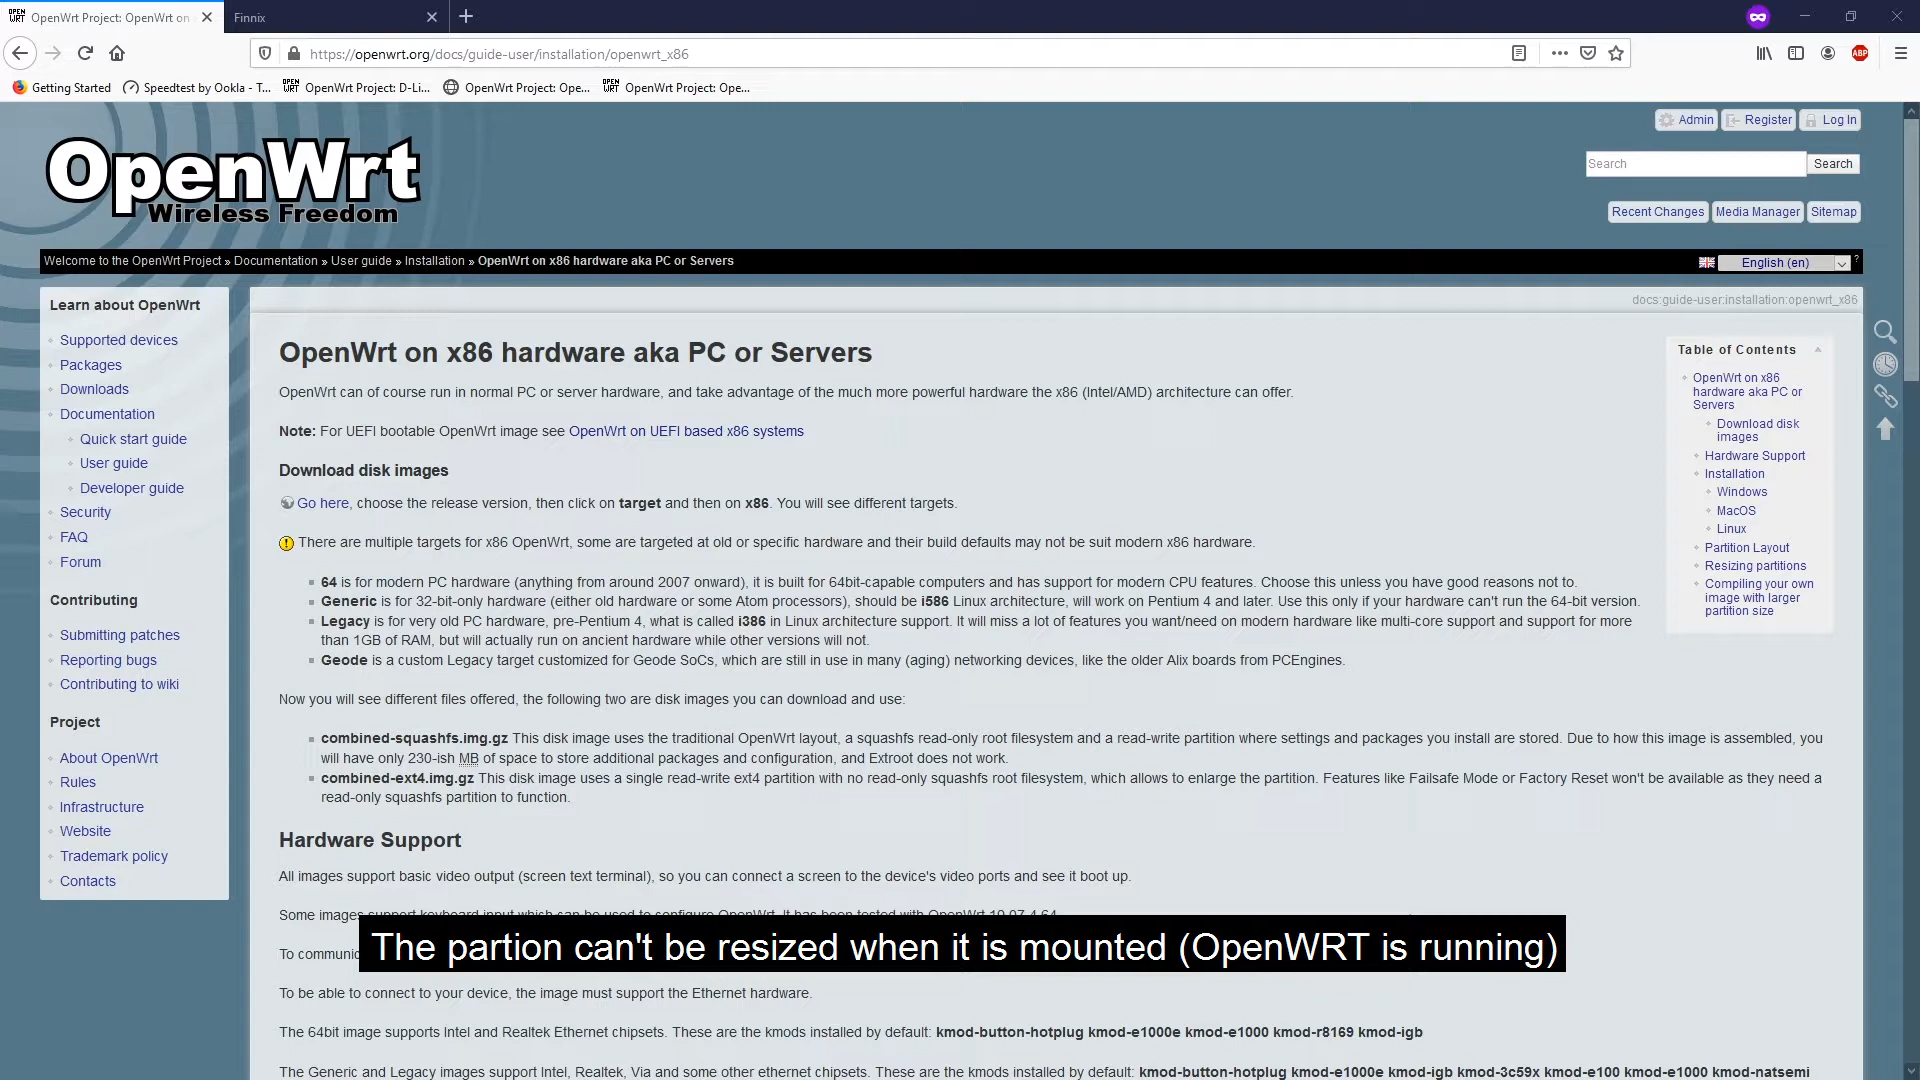 OpenWrt Project: OpenWrt on
Finnix
https://openwrt.org/docs/guide-user/installation/openwrt_x86
ABP
Getting Started
Speedtest by Ookla - T...
OpenWrt Project: D-Li...
OpenWrt Project: Ope...
OpenWrt Project: Ope...
Admin
Register
Log In
OpenWrt
Wireless Freedom
Search
Search
Recent Changes
Media Manager
Sitemap
Welcome to the OpenWrt Project » Documentation » User guide » Installation » OpenWrt on x86 hardware aka PC or Servers
English (en)
?
Learn about OpenWrt
Supported devices
Packages
Downloads
Documentation
Quick start guide
User guide
Developer guide
Security
FAQ
Forum
Contributing
Submitting patches
Reporting bugs
Contributing to wiki
Project
About OpenWrt
Rules
Infrastructure
Website
Trademark policy
Contacts
docs:guide-user:installation:openwrt_x86
OpenWrt on x86 hardware aka PC or Servers
OpenWrt can of course run in normal PC or server hardware, and take advantage of the much more powerful hardware the x86 (Intel/AMD) architecture can offer.
Note: For UEFI bootable OpenWrt image see OpenWrt on UEFI based x86 systems
Download disk images
Go here, choose the release version, then click on target and then on x86. You will see different targets.
There are multiple targets for x86 OpenWrt, some are targeted at old or specific hardware and their build defaults may not be suit modern x86 hardware.
64 is for modern PC hardware (anything from around 2007 onward), it is built for 64bit-capable computers and has support for modern CPU features. Choose this unless you have good reasons not to.
Generic is for 32-bit-only hardware (either old hardware or some Atom processors), should be i586 Linux architecture, will work on Pentium 4 and later. Use this only if your hardware can't run the 64-bit version.
Legacy is for very old PC hardware, pre-Pentium 4, what is called i386 in Linux architecture support. It will miss a lot of features you want/need on modern hardware like multi-core support and support for more
than 1GB of RAM, but will actually run on ancient hardware while other versions will not.
Geode is a custom Legacy target customized for Geode SoCs, which are still in use in many (aging) networking devices, like the older Alix boards from PCEngines.
Now you will see different files offered, the following two are disk images you can download and use:
combined-squashfs.img.gz This disk image uses the traditional OpenWrt layout, a squashfs read-only root filesystem and a read-write partition where settings and packages you install are stored. Due to how this image is assembled, you
will have only 230-ish MB of space to store additional packages and configuration, and Extroot does not work.
combined-ext4.img.gz This disk image uses a single read-write ext4 partition with no read-only squashfs root filesystem, which allows to enlarge the partition. Features like Failsafe Mode or Factory Reset won't be available as they need a
read-only squashfs partition to function.
Hardware Support
All images support basic video output (screen text terminal), so you can connect a screen to the device's video ports and see it boot up.
Some images support keyboard input which can be used to configure OpenWrt. It has been tested with OpenWrt 19.07.4 64
To
The partion can't be resized when it is mounted (OpenWRT is running)
To be able to connect to your device, the image must support the Ethernet hardware.
The 64bit image supports Intel and Realtek Ethernet chipsets. These are the kmods installed by default: kmod-button-hotplug kmod-e1000e kmod-e1000 kmod-r8169 kmod-igb
The Generic and Legacy images support Intel, Realtek, Via and some other ethernet chipsets. These are the kmods installed by default: kmod-button-hotplug kmod-e1000e kmod-igb kmod-3c59x kmod-e100 kmod-e1000 kmod-natsemi
Table of Contents
OpenWrt on x86
hardware aka PC or
Servers
Download disk
images
Hardware Support
Installation
Windows
MacOS
Linux
Partition Layout
Resizing partitions
Compiling your own
image with larger
partition size